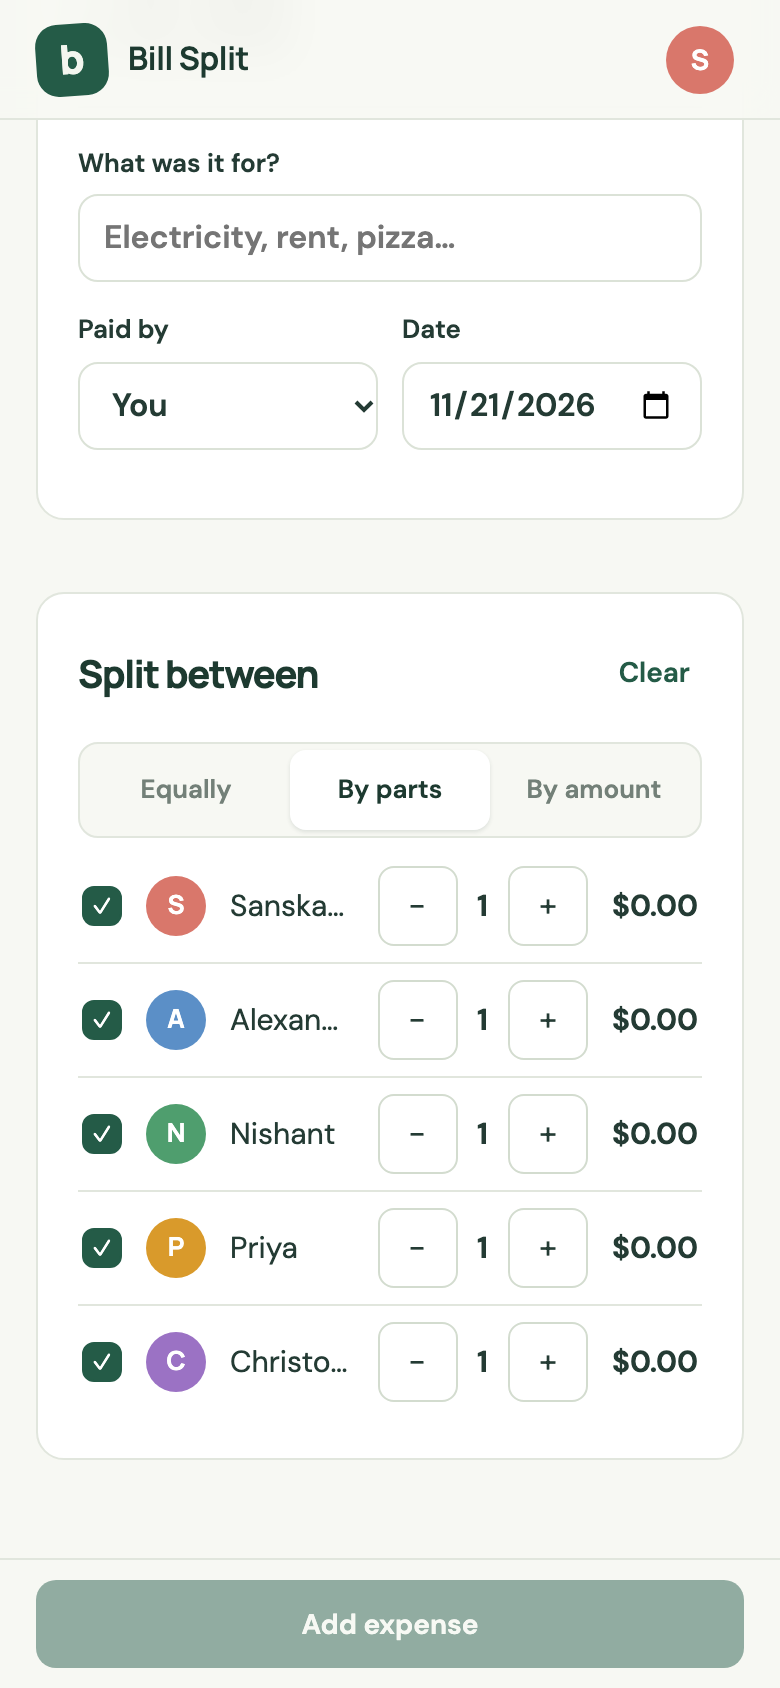 b Bill Split S
What was it for?
Electricity, rent, pizza...
Paid by Date
You 11/21/2026
Split between Clear
Equally By parts By amount
S Sanska... − 1 + $0.00
A Alexan... − 1 + $0.00
N Nishant − 1 + $0.00
P Priya − 1 + $0.00
C Christo... − 1 + $0.00
Add expense